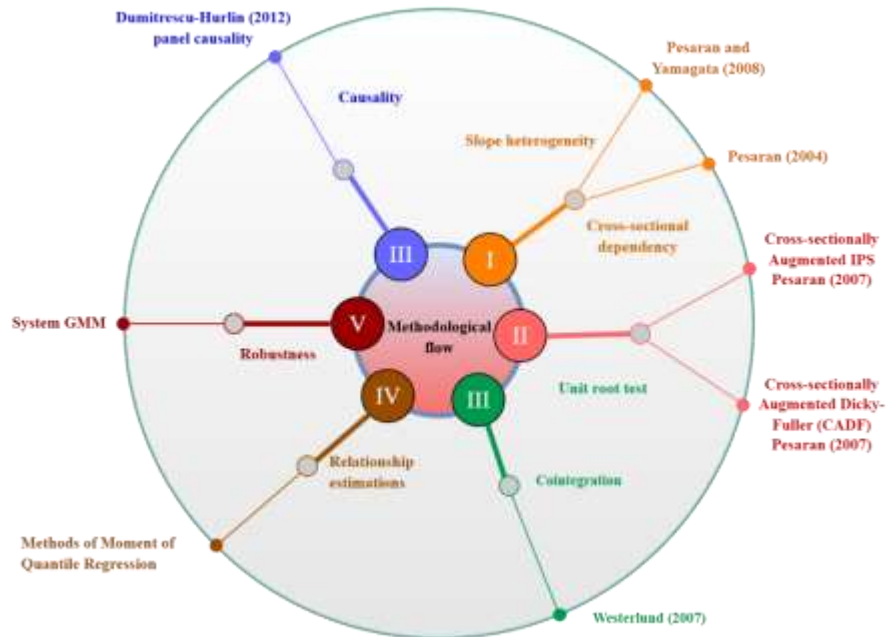 Dumitrescu-Hurlin (2012)
panel causality
Causality
III
Pesaran and
Yamagata (2008)
Slope heterogeneity
Pesaran (2004)
Cross-sectional
dependency
I
Cross-sectionally
Augmented IPS
Pesaran (2007)
II
Unit root test
Cross-sectionally
Augmented Dicky-
Fuller (CADF)
Pesaran (2007)
III
Cointegration
Westerlund (2007)
IV
Relationship
estimations
Methods of Moment of
Quantile Regression
V
Robustness
System GMM
Methodological
flow